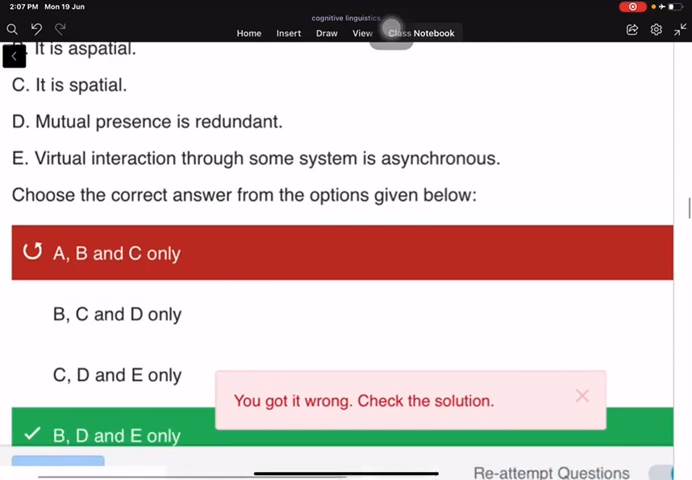 2:07 PM Mon 19 Jun
cognitive linguistics
Home Insert Draw View Class Notebook
B. It is aspatial.
C. It is spatial.
D. Mutual presence is redundant.
E. Virtual interaction through some system is asynchronous.
Choose the correct answer from the options given below:
A, B and C only
B, C and D only
C, D and E only
You got it wrong. Check the solution.
B, D and E only
Re-attempt Questions